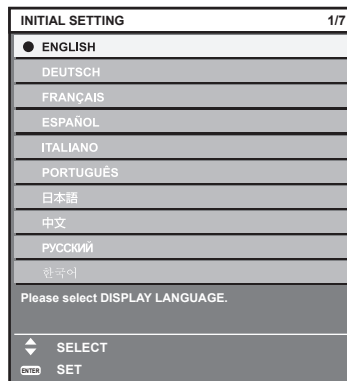 INITIAL SETTING 1/7
ENGLISH
DEUTSCH
FRANÇAIS
ESPAÑOL
ITALIANO
PORTUGUÊS
日本語
中文
РУССКИЙ
한국어
Please select DISPLAY LANGUAGE.
SELECT
ENTER SET